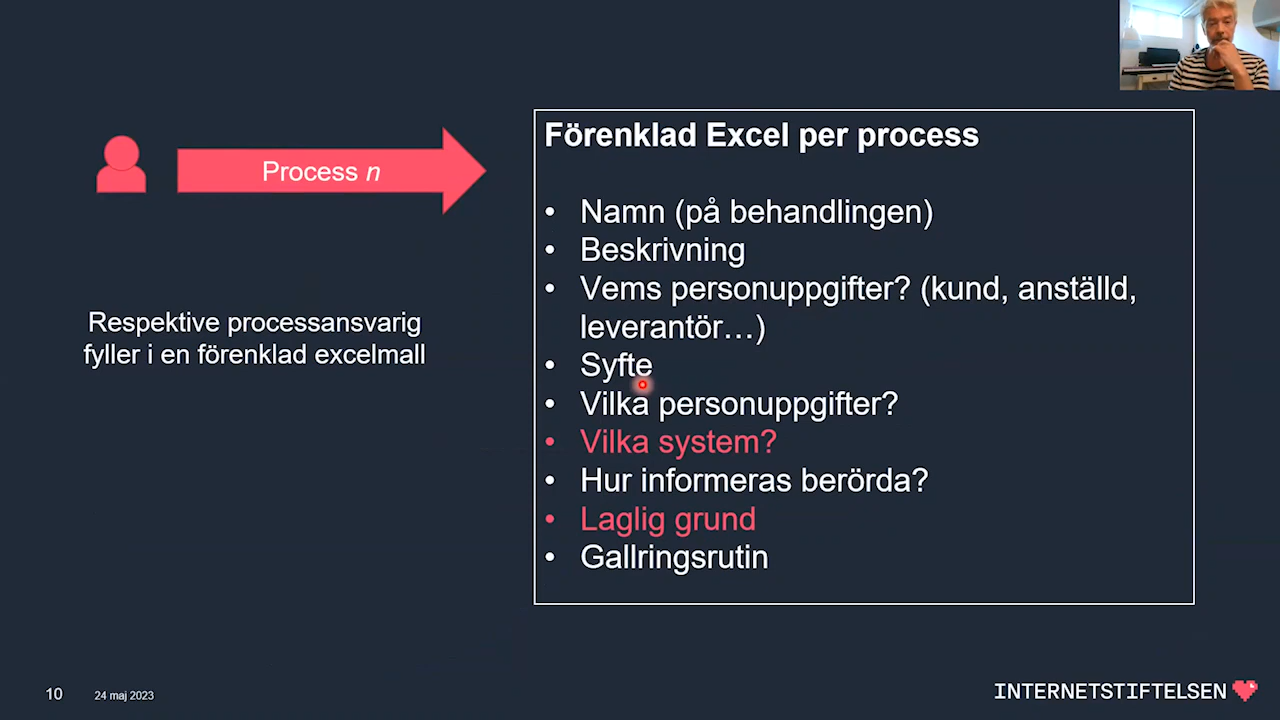 Process n
Respektive processansvarig
fyller i en förenklad excelmall
Förenklad Excel per process
• Namn (på behandlingen)
• Beskrivning
• Vems personuppgifter? (kund, anställd,
leverantör…)
• Syfte
• Vilka personuppgifter?
• Vilka system?
• Hur informeras berörda?
• Laglig grund
• Gallringsrutin
10
24 maj 2023
INTERNETSTIFTELSEN